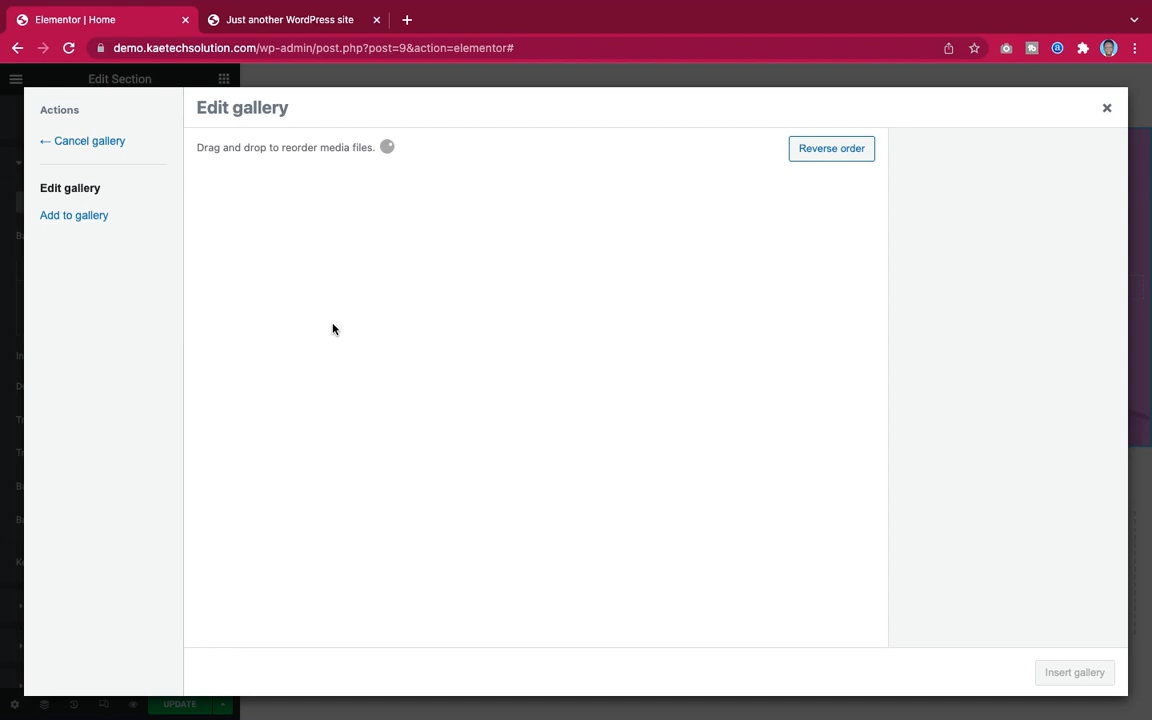 Elementor | Home
Just another WordPress site
demo.kaetechsolution.com/wp-admin/post.php?post=9&action=elementor#
Edit Section
Actions
← Cancel gallery
Edit gallery
Add to gallery
Edit gallery
Drag and drop to reorder media files.
Reverse order
Insert gallery
UPDATE